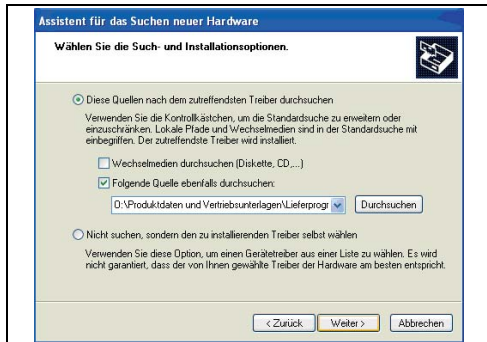 Assistent für das Suchen neuer Hardware
Wählen Sie die Such- und Installationsoptionen.
Diese Quellen nach dem zutreffendsten Treiber durchsuchen
Verwenden Sie die Kontrollkästchen, um die Standardsuche zu erweitern oder
einzuschränken. Lokale Pfade und Wechselmedien sind in der Standardsuche mit
einbegriffen. Der zutreffendste Treiber wird installiert.
Wechselmedien durchsuchen (Diskette, CD,...)
Folgende Quelle ebenfalls durchsuchen:
O:\Produktdaten und Vertriebsunterlagen\Lieferprogr Durchsuchen
Nicht suchen, sondern den zu installierenden Treiber selbst wählen
Verwenden Sie diese Option, um einen Gerätetreiber aus einer Liste zu wählen. Es wird
nicht garantiert, dass der von Ihnen gewählte Treiber der Hardware am besten entspricht.
< Zurück Weiter > Abbrechen